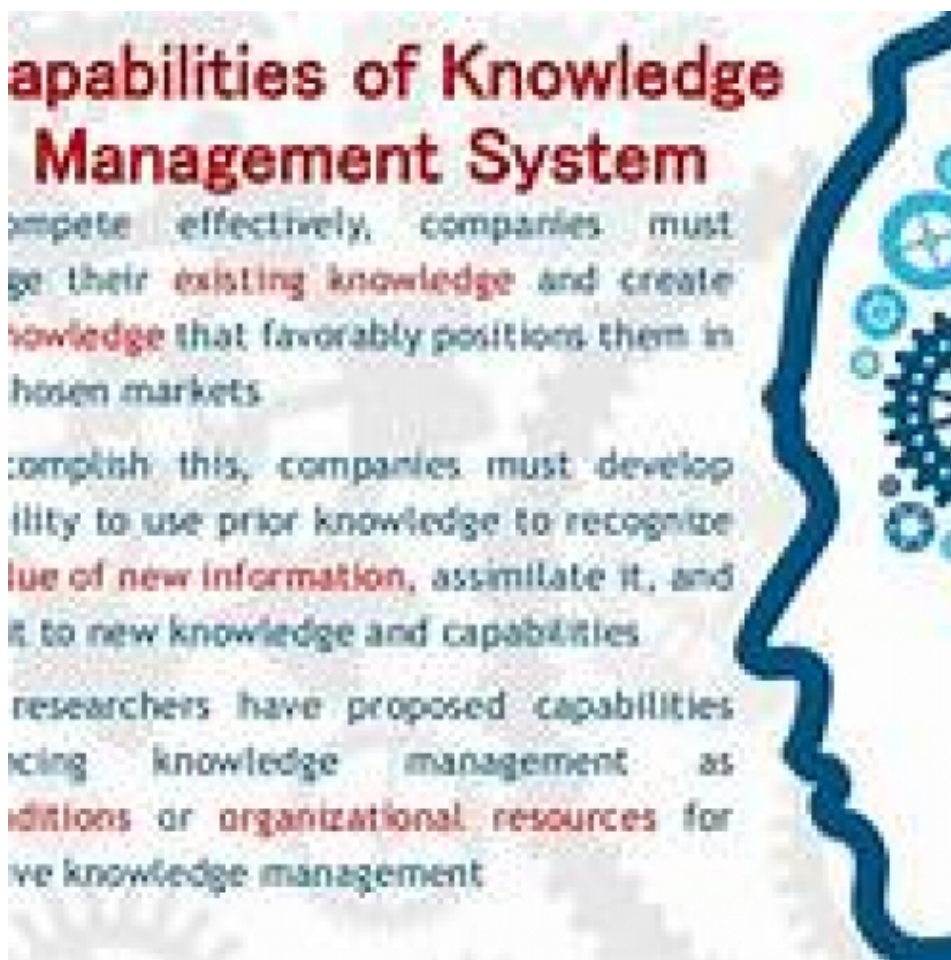 apabilities of Knowledge
Management System
ompete effectively, companies must
ge their existing knowledge and create
nowledge that favorably positions them in
hosen markets
complish this, companies must develop
ility to use prior knowledge to recognize
lue of new information, assimilate it, and
it to new knowledge and capabilities
researchers have proposed capabilities
ncing knowledge management as
nditions or organizational resources for
ve knowledge management